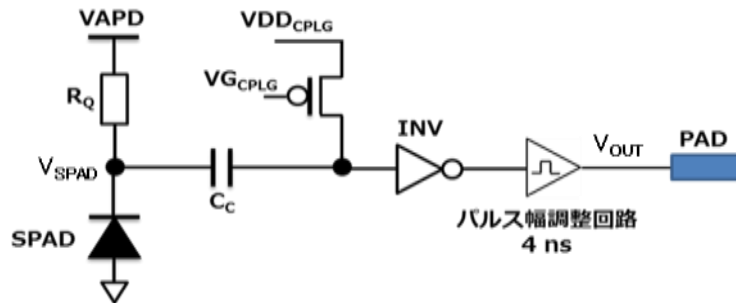 VAPD
VDDCPLG
VGCPLG
RQ
INV
VSPAD
CC
VOUT
PAD
SPAD
パルス幅調整回路
4 ns